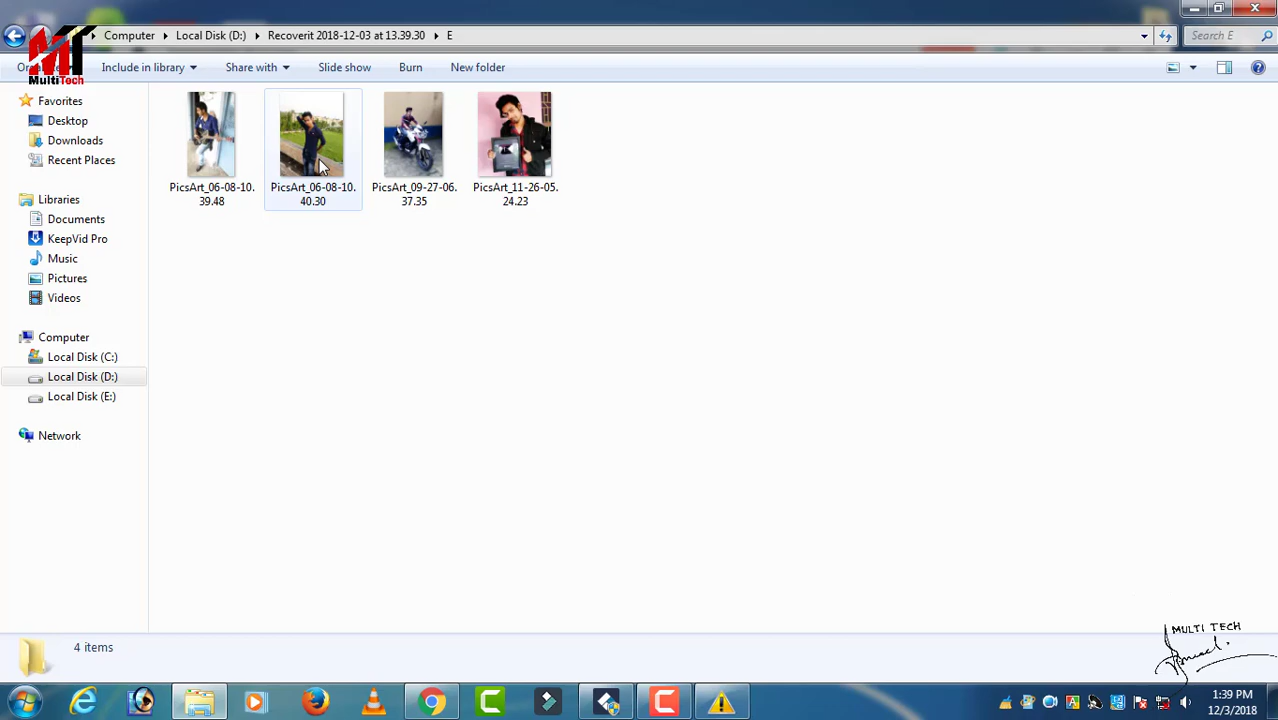 MT
MultiTech
Computer Local Disk (D:) Recoverit 2018-12-03 at 13.39.30 E
Search E
Include in library Share with Slide show Burn New folder
Favorites
Desktop
Downloads
Recent Places
Libraries
Documents
KeepVid Pro
Music
Pictures
Videos
Computer
Local Disk (C:)
Local Disk (D:)
Local Disk (E:)
Network
PicsArt_06-08-10.
39.48
PicsArt_06-08-10.
40.30
PicsArt_09-27-06.
37.35
PicsArt_11-26-05.
24.23
4 items
MULTI TECH
1:39 PM
12/3/2018